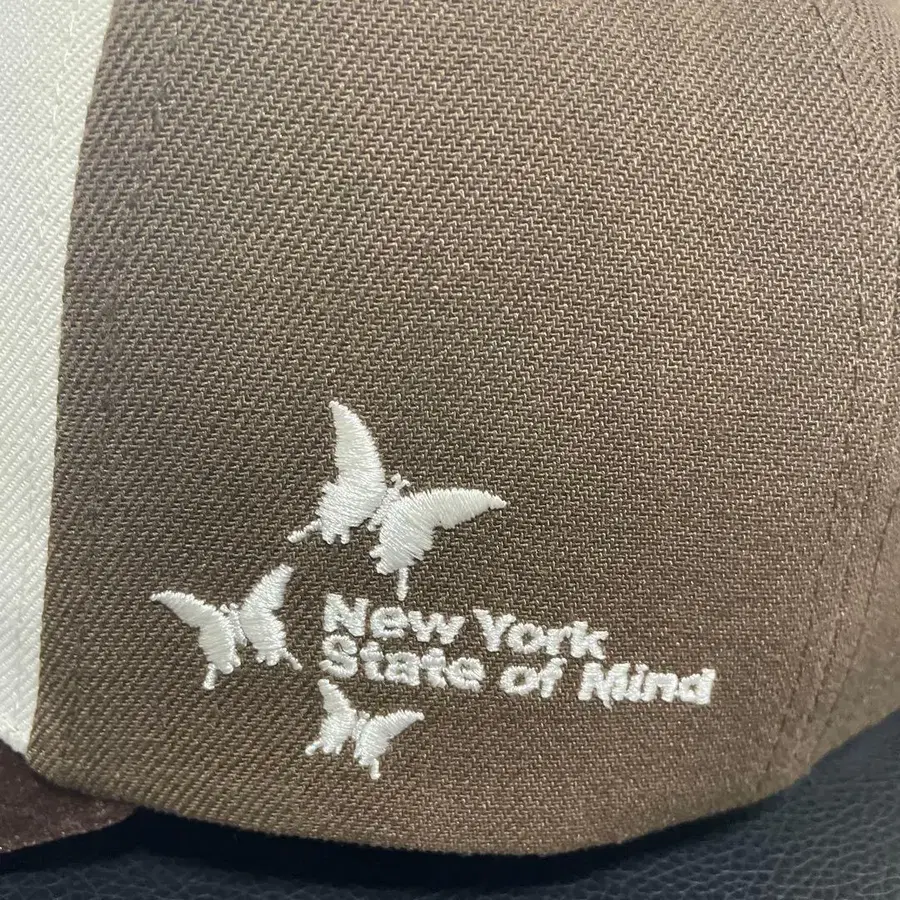 New York
State of Mind